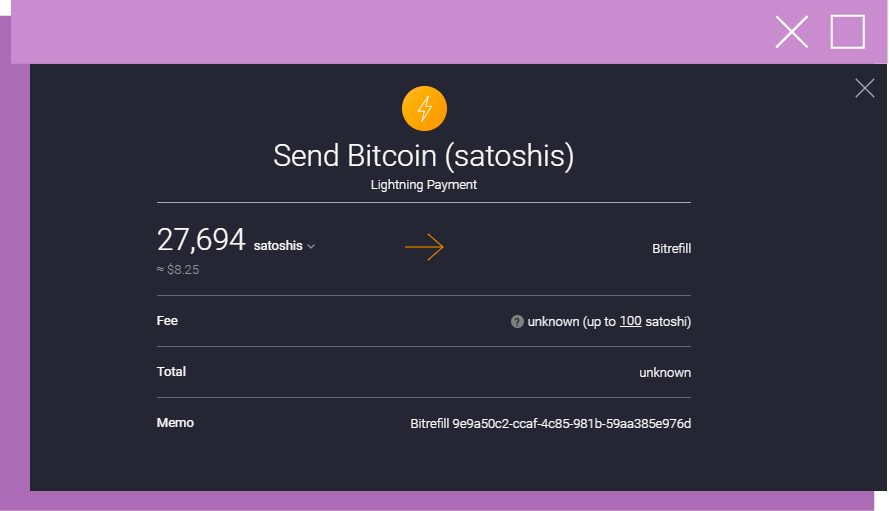 Send Bitcoin (satoshis)
Lightning Payment
27,694 satoshis
Bitrefill
≈ $8.25
Fee
? unknown (up to 100 satoshi)
Total
unknown
Memo
Bitrefill 9e9a50c2-ccaf-4c85-981b-59aa385e976d